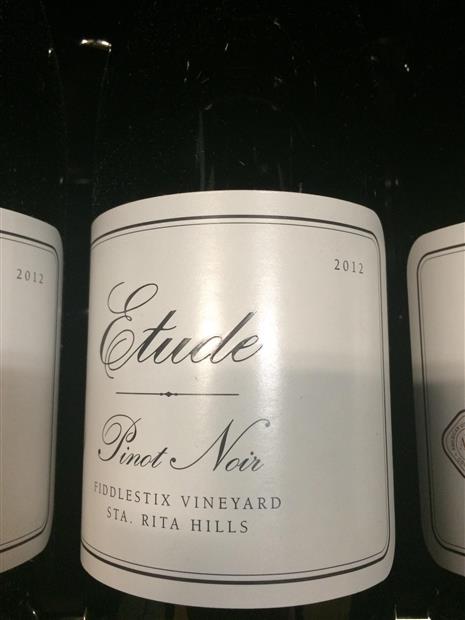 2012
2012
Etude
Pinot Noir
FIDDLESTIX VINEYARD
STA. RITA HILLS